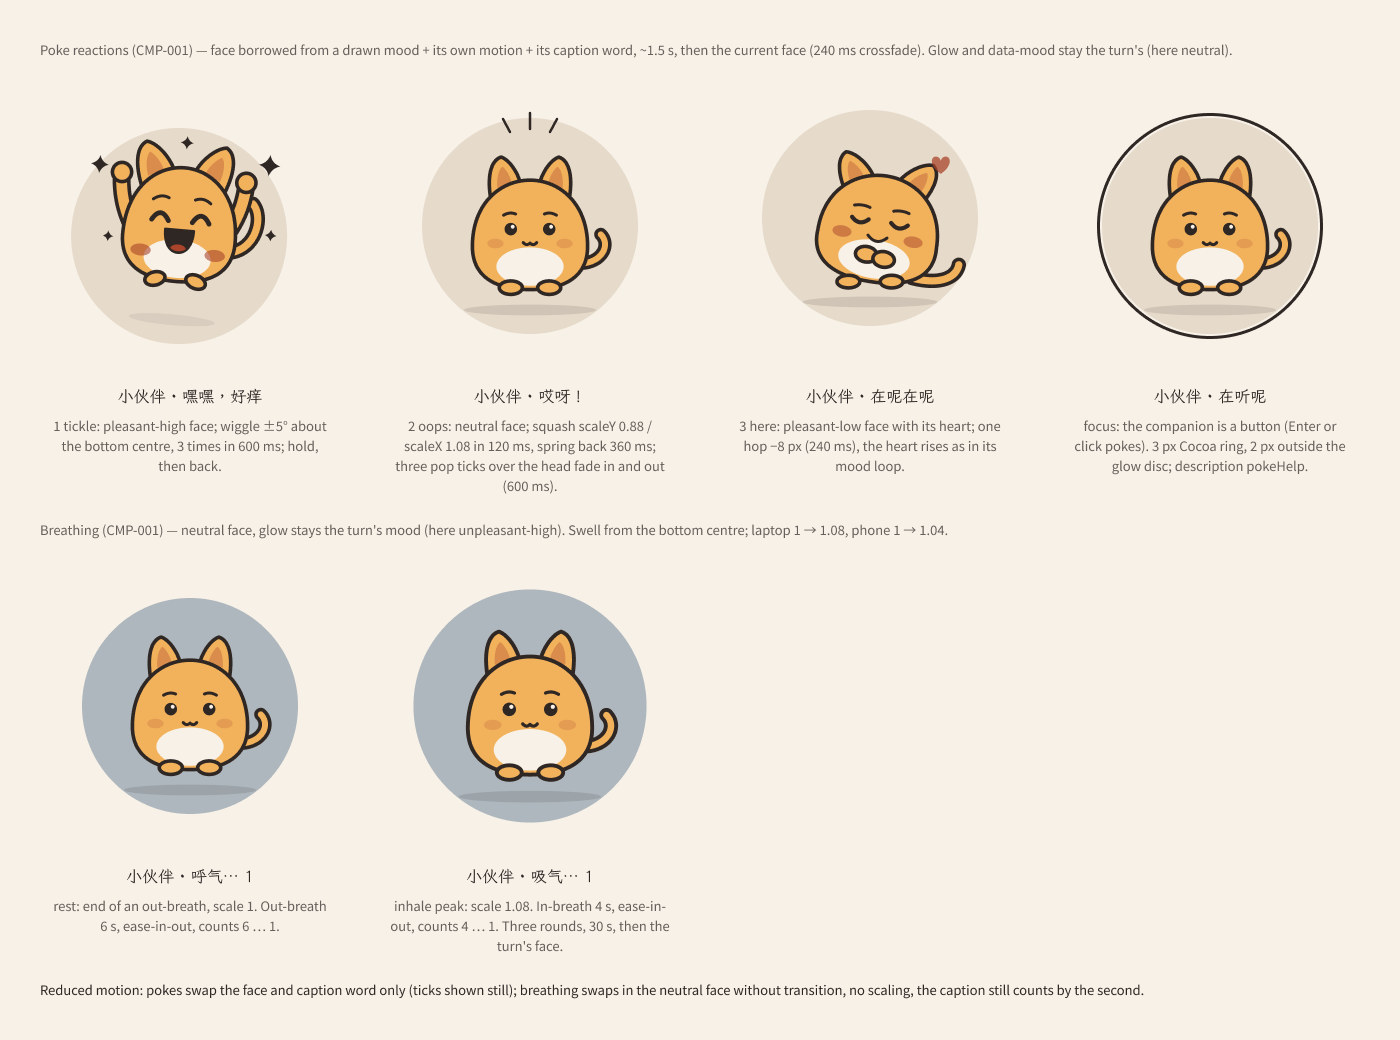 Poke reactions (CMP-001) — face borrowed from a drawn mood + its own motion + its caption word, ~1.5 s, then the current face (240 ms crossfade). Glow and data-mood stay the turn's (here neutral).
小伙伴・嘿嘿，好痒
1 tickle: pleasant-high face; wiggle ±5° about
the bottom centre, 3 times in 600 ms; hold,
then back.
小伙伴・哎呀！
2 oops: neutral face; squash scaleY 0.88 /
scaleX 1.08 in 120 ms, spring back 360 ms;
three pop ticks over the head fade in and out
(600 ms).
小伙伴・在呢在呢
3 here: pleasant-low face with its heart; one
hop −8 px (240 ms), the heart rises as in its
mood loop.
小伙伴・在听呢
focus: the companion is a button (Enter or
click pokes). 3 px Cocoa ring, 2 px outside the
glow disc; description pokeHelp.
Breathing (CMP-001) — neutral face, glow stays the turn's mood (here unpleasant-high). Swell from the bottom centre; laptop 1 → 1.08, phone 1 → 1.04.
小伙伴・呼气… 1
rest: end of an out-breath, scale 1. Out-breath
6 s, ease-in-out, counts 6 … 1.
小伙伴・吸气… 1
inhale peak: scale 1.08. In-breath 4 s, ease-in-
out, counts 4 … 1. Three rounds, 30 s, then the
turn's face.
Reduced motion: pokes swap the face and caption word only (ticks shown still); breathing swaps in the neutral face without transition, no scaling, the caption still counts by the second.